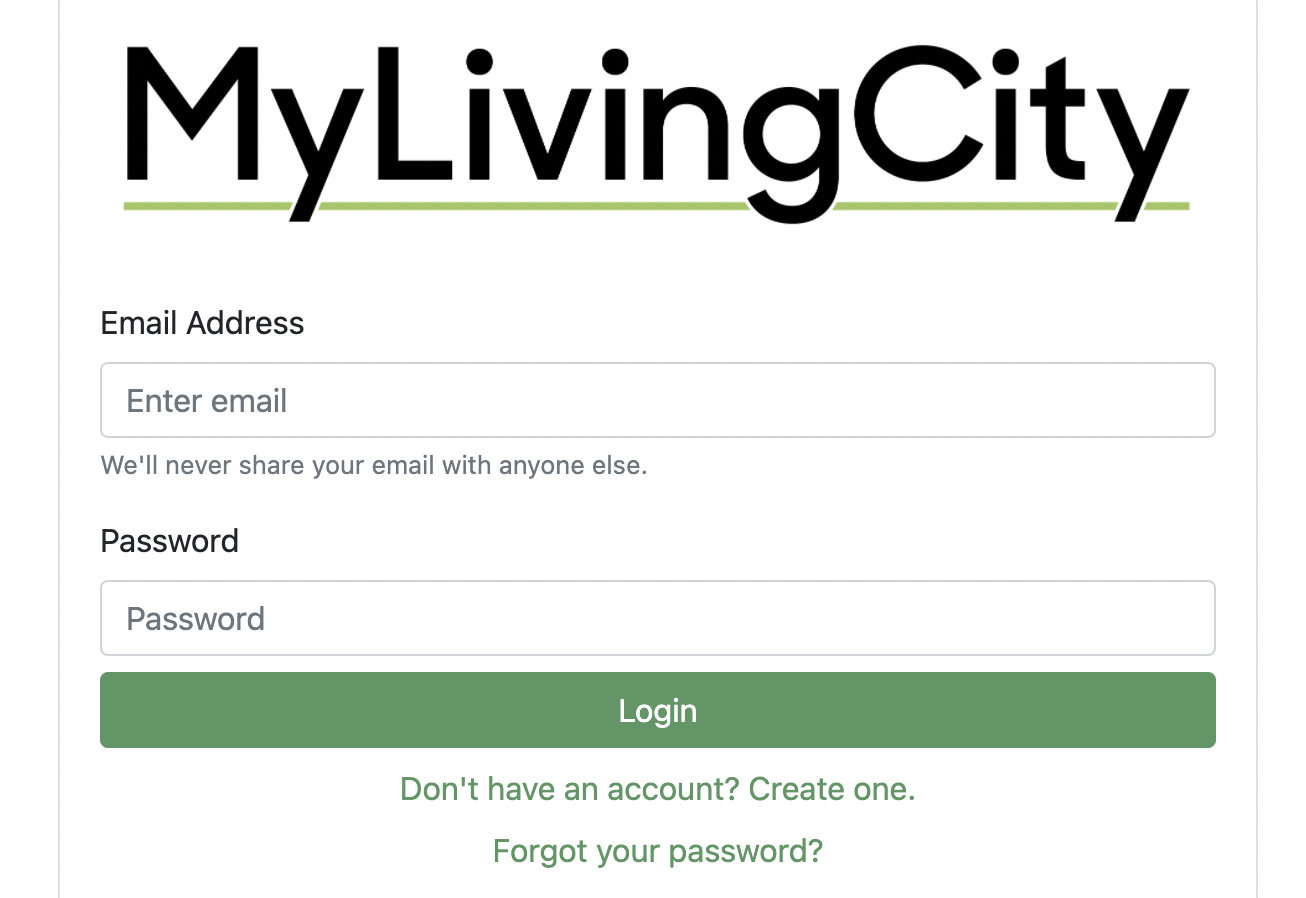 MyLivingCity
Email Address
Enter email
We'll never share your email with anyone else.
Password
Password
Login
Don't have an account? Create one.
Forgot your password?